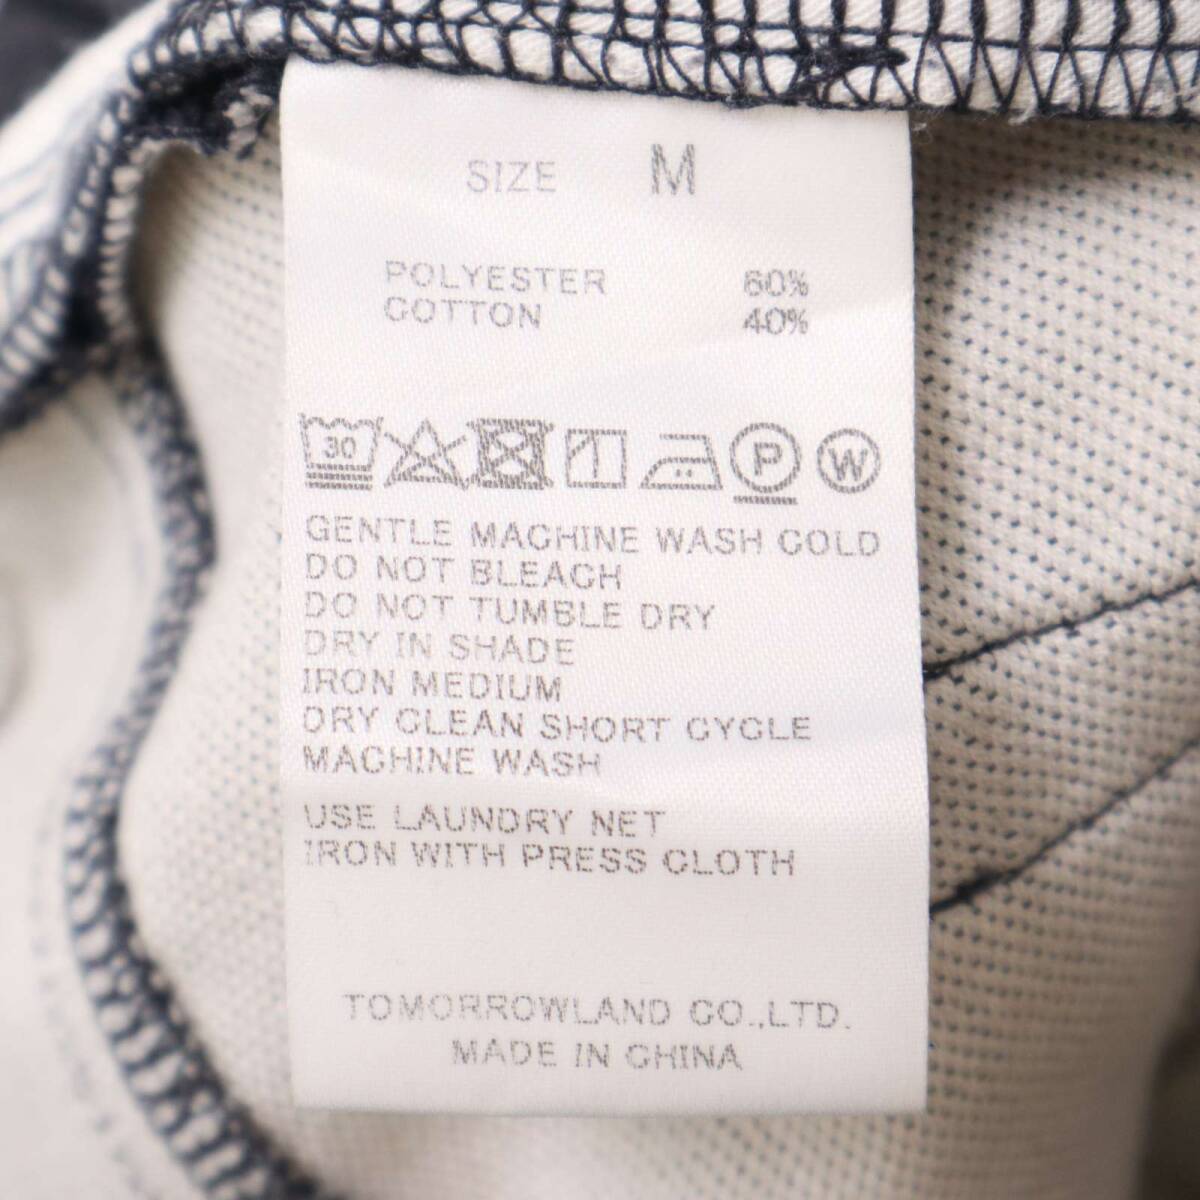 SIZE M
POLYESTER 60%
COTTON 40%
30 P W
GENTLE MACHINE WASH COLD
DO NOT BLEACH
DO NOT TUMBLE DRY
DRY IN SHADE
IRON MEDIUM
DRY CLEAN SHORT CYCLE
MACHINE WASH
USE LAUNDRY NET
IRON WITH PRESS CLOTH
TOMORROWLAND CO.,LTD.
MADE IN CHINA